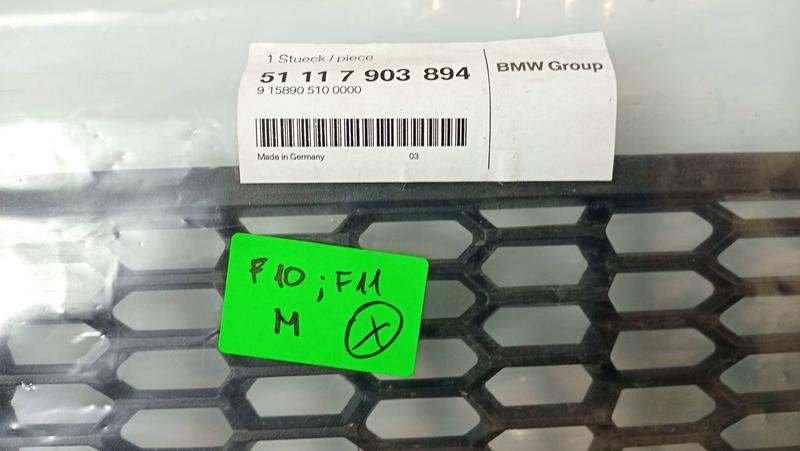 1 Stueck / piece
51 11 7 903 894
9 15890 510 0000
BMW Group
Made in Germany 03
F10 ; F11
M X